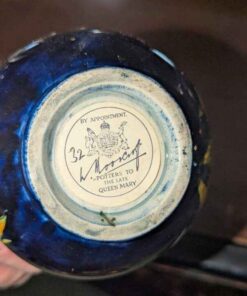 BY APPOINTMENT
32
W Moorcroft
POTTERS TO
THE LATE
QUEEN MARY